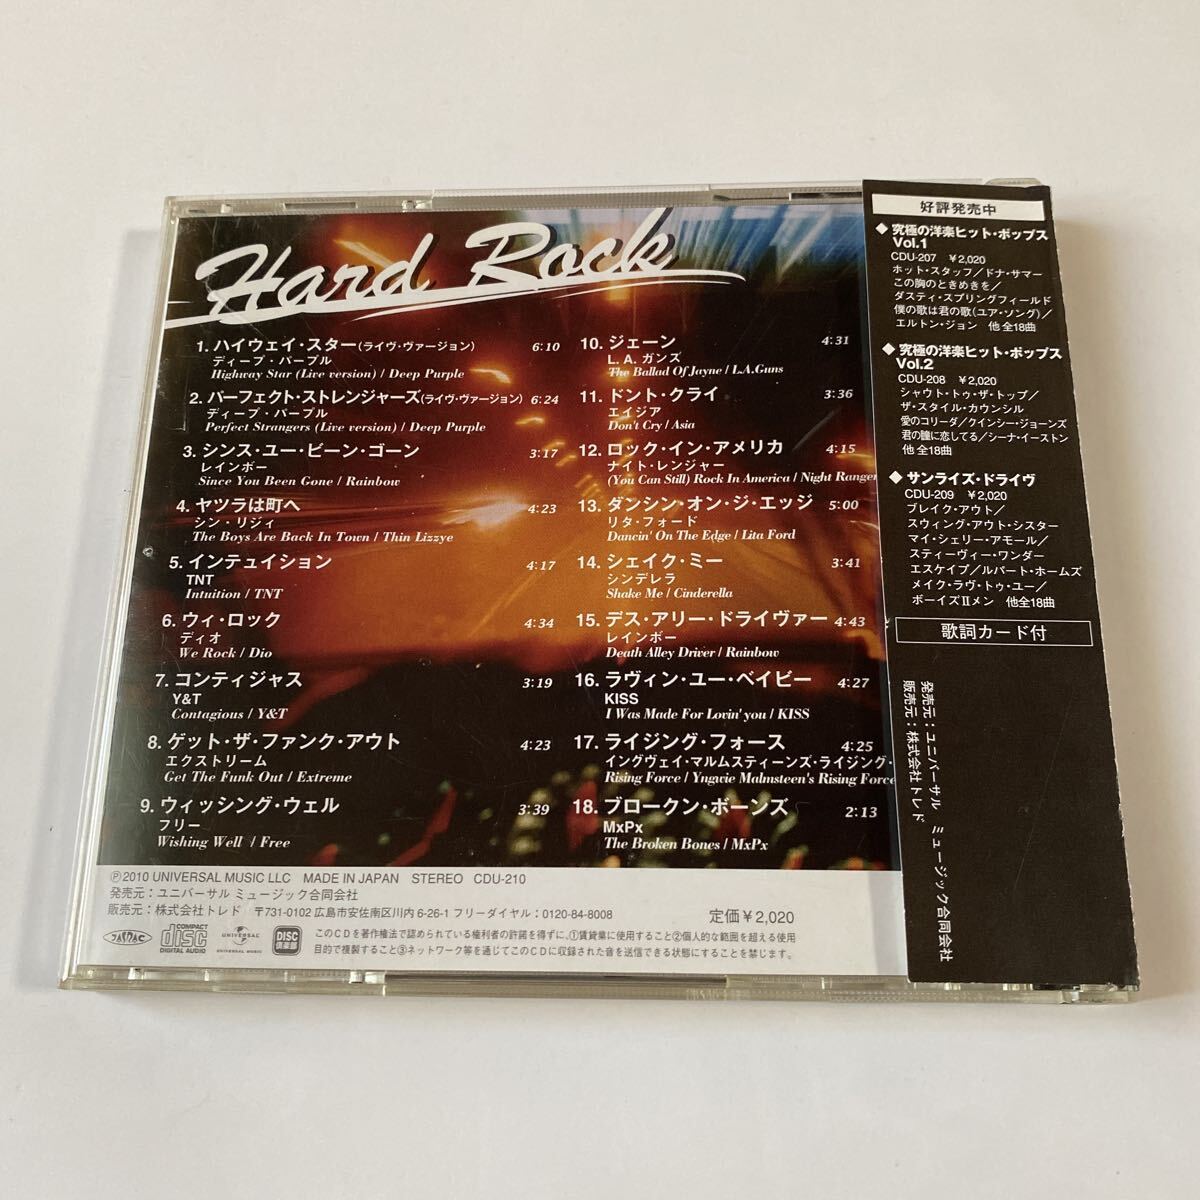 Hard Rock
1. ハイウェイ・スター(ライヴ・ヴァージョン) 6:10
ディープ・パープル
Highway Star (Live version) / Deep Purple
2. パーフェクト・ストレンジャーズ(ライヴ・ヴァージョン) 6:24
ディープ・パープル
Perfect Strangers (Live version) / Deep Purple
3. シンス・ユー・ビーン・ゴーン 3:17
レインボー
Since You Been Gone / Rainbow
4. ヤツラは町へ 4:23
シン・リジィ
The Boys Are Back In Town / Thin Lizzye
5. インテュイション 4:17
TNT
Intuition / TNT
6. ウィ・ロック 4:34
ディオ
We Rock / Dio
7. コンティジャス 3:19
Y&T
Contagious / Y&T
8. ゲット・ザ・ファンク・アウト 4:23
エクストリーム
Get The Funk Out / Extreme
9. ウィッシング・ウェル 3:39
フリー
Wishing Well / Free
10. ジェーン 4:31
L. A. ガンズ
The Ballad Of Jayne / L.A.Guns
11. ドント・クライ 3:36
エイジア
Don't Cry / Asia
12. ロック・イン・アメリカ 4:15
ナイト・レンジャー
(You Can Still) Rock In America / Night Ranger
13. ダンシン・オン・ジ・エッジ 5:00
リタ・フォード
Dancin' On The Edge / Lita Ford
14. シェイク・ミー 3:41
シンデレラ
Shake Me / Cinderella
15. デス・アリー・ドライヴァー 4:43
レインボー
Death Alley Driver / Rainbow
16. ラヴィン・ユー・ベイビー 4:27
KISS
I Was Made For Lovin' you / KISS
17. ライジング・フォース 4:25
イングヴェイ・マルムスティーンズ・ライジング・
Rising Force / Yngvie Malmsteen's Rising Force
18. ブロークン・ボーンズ 2:13
MxPx
The Broken Bones / MxPx
Ⓟ2010 UNIVERSAL MUSIC LLC MADE IN JAPAN STEREO CDU-210
発売元：ユニバーサル ミュージック合同会社
販売元：株式会社トレド 〒731-0102 広島市安佐南区川内 6-26-1 フリーダイヤル：0120-84-8008
定価￥2,020
JASRAC
COMPACT disc DIGITAL AUDIO
UNIVERSAL
UNIVERSAL MUSIC
DISC倶楽部
このＣＤを著作権法で認められている権利者の許諾を得ずに、①賃貸業に使用すること②個人的な範囲を超える使用
目的で複製すること③ネットワーク等を通じてこのＣＤに収録された音を送信できる状態にすることを禁じます。
好評発売中
◆ 究極の洋楽ヒット・ポップス
Vol.1
CDU-207 ￥2,020
ホット・スタッフ／ドナ・サマー
この胸のときめきを／
ダスティ・スプリングフィールド
僕の歌は君の歌(ユア・ソング)／
エルトン・ジョン 他 全18曲
◆ 究極の洋楽ヒット・ポップス
Vol.2
CDU-208 ￥2,020
シャウト・トゥ・ザ・トップ／
ザ・スタイル・カウンシル
愛のコリーダ／クインシー・ジョーンズ
君の瞳に恋してる／シーナ・イーストン
他 全18曲
◆ サンライズ・ドライヴ
CDU-209 ￥2,020
ブレイク・アウト／
スウィング・アウト・シスター
マイ・シェリー・アモール／
スティーヴィー・ワンダー
エスケイプ／ルパート・ホームズ
メイク・ラヴ・トゥ・ユー／
ボーイズⅡメン 他全18曲
歌詞カード付
発売元：ユニバーサル ミュージック合同会社
販売元：株式会社トレド